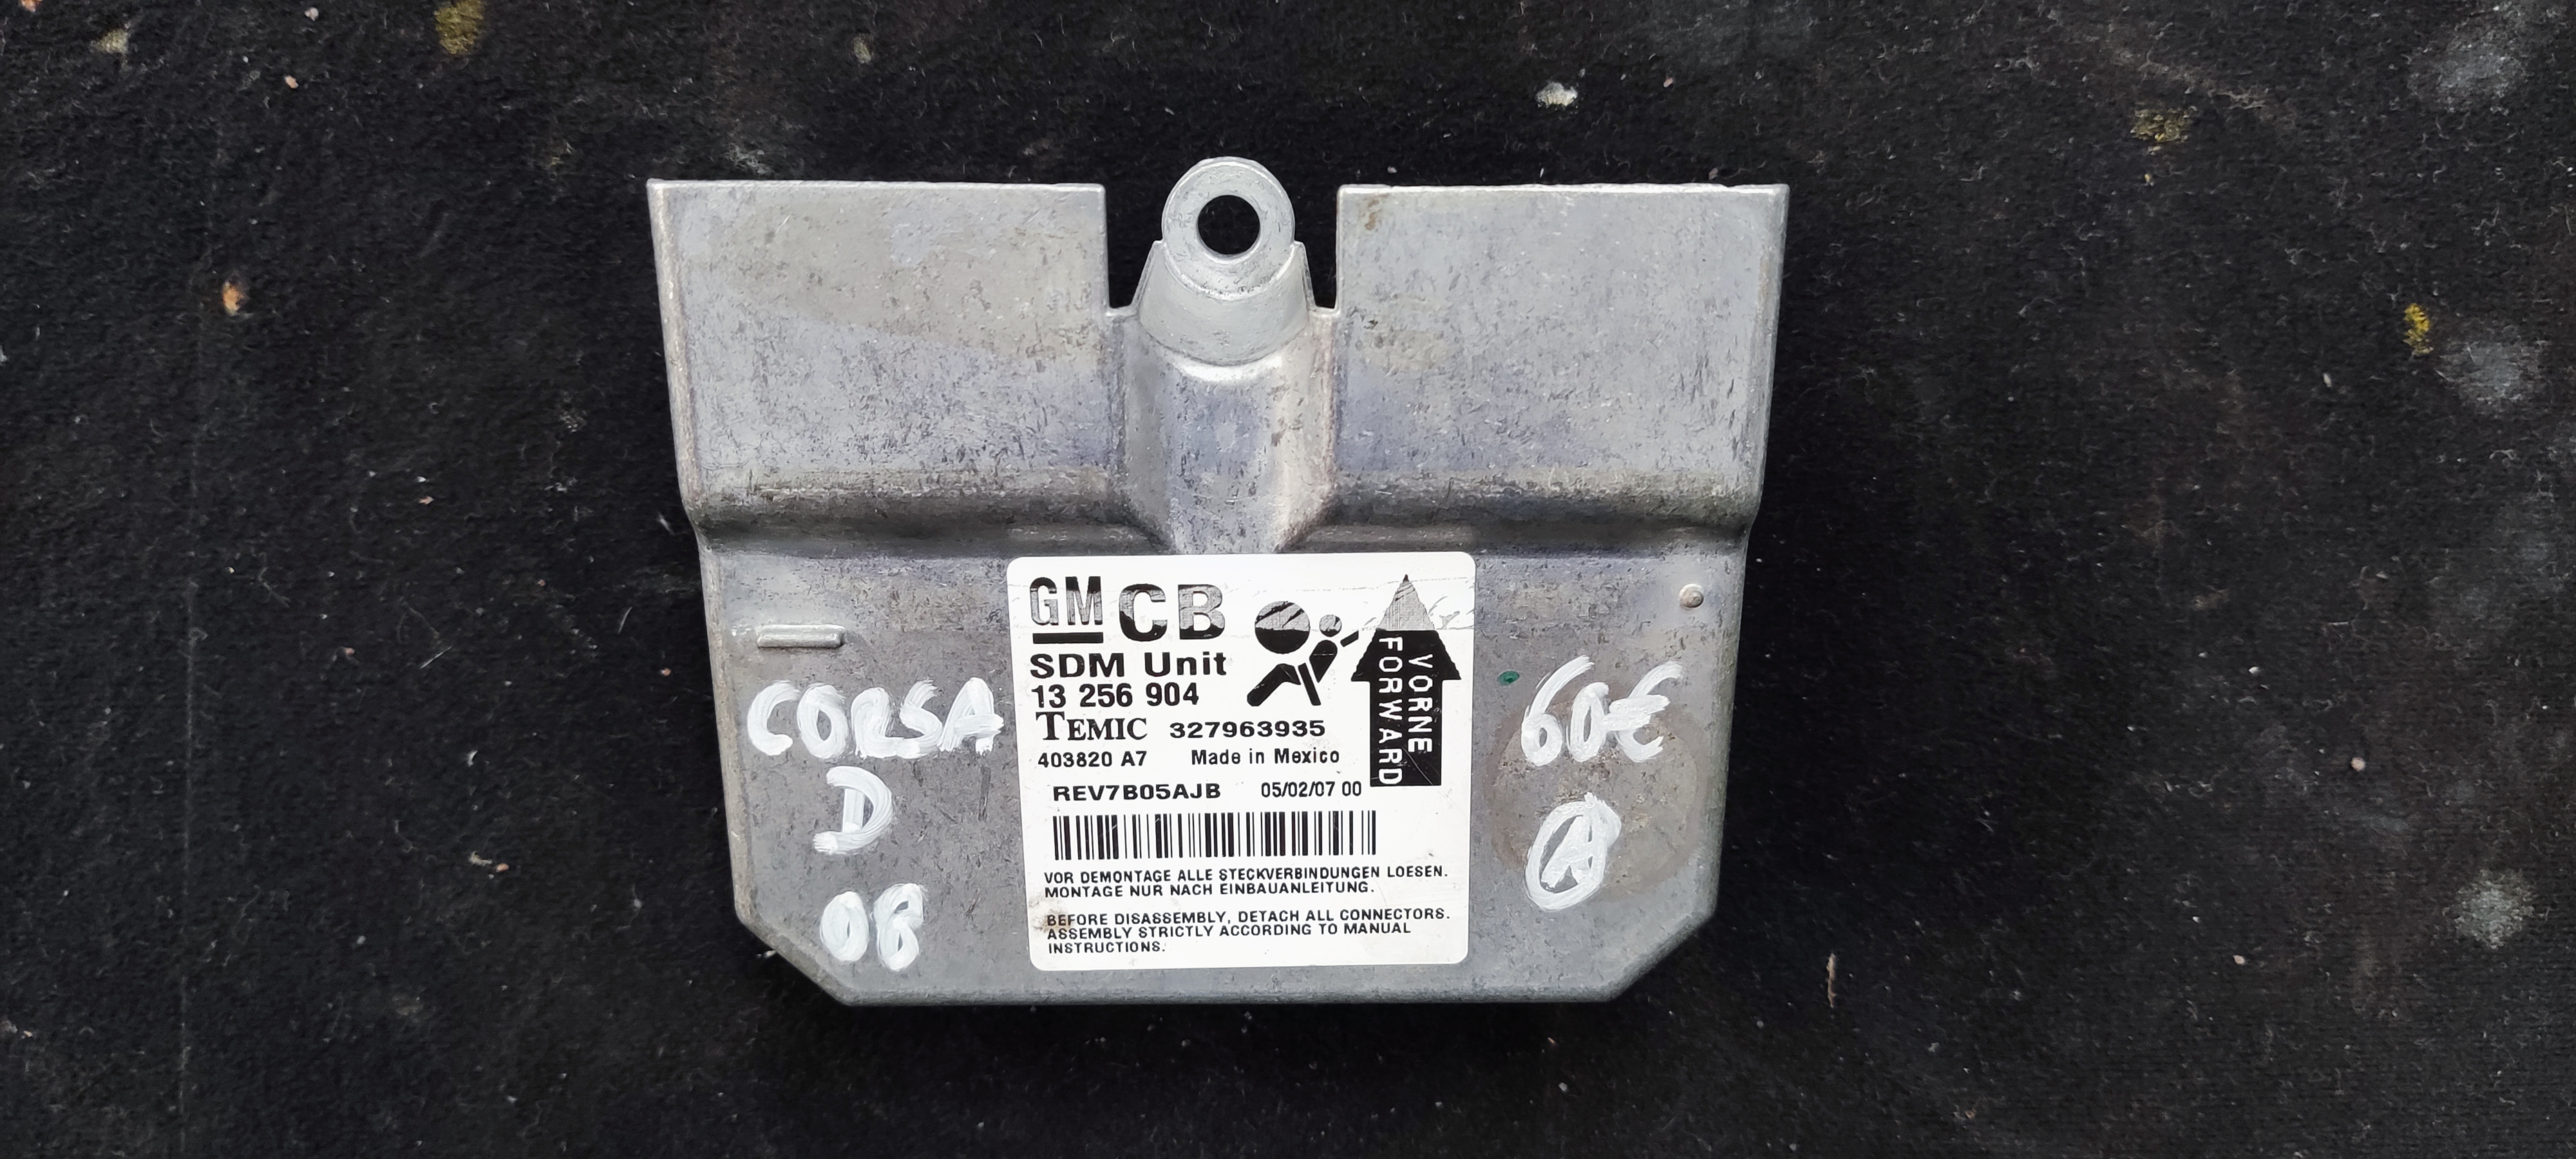 GM CB
SDM Unit
13 256 904
TEMIC 327963935
403820 A7 Made in Mexico
REV7B05AJB 05/02/07 00
VORNE
FORWARD
VOR DEMONTAGE ALLE STECKVERBINDUNGEN LOESEN.
MONTAGE NUR NACH EINBAUANLEITUNG.
BEFORE DISASSEMBLY, DETACH ALL CONNECTORS.
ASSEMBLY STRICTLY ACCORDING TO MANUAL
INSTRUCTIONS.
CORSA
D
08
60€
A